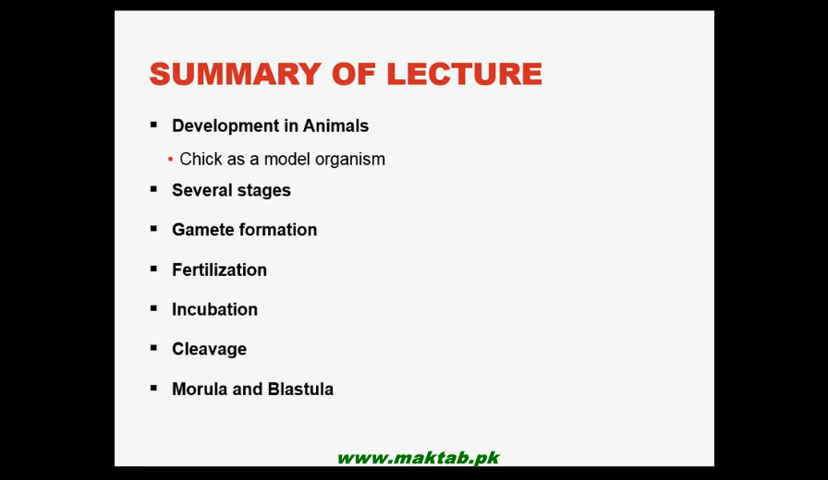 SUMMARY OF LECTURE
▪ Development in Animals
• Chick as a model organism
▪ Several stages
▪ Gamete formation
▪ Fertilization
▪ Incubation
▪ Cleavage
▪ Morula and Blastula
www.maktab.pk